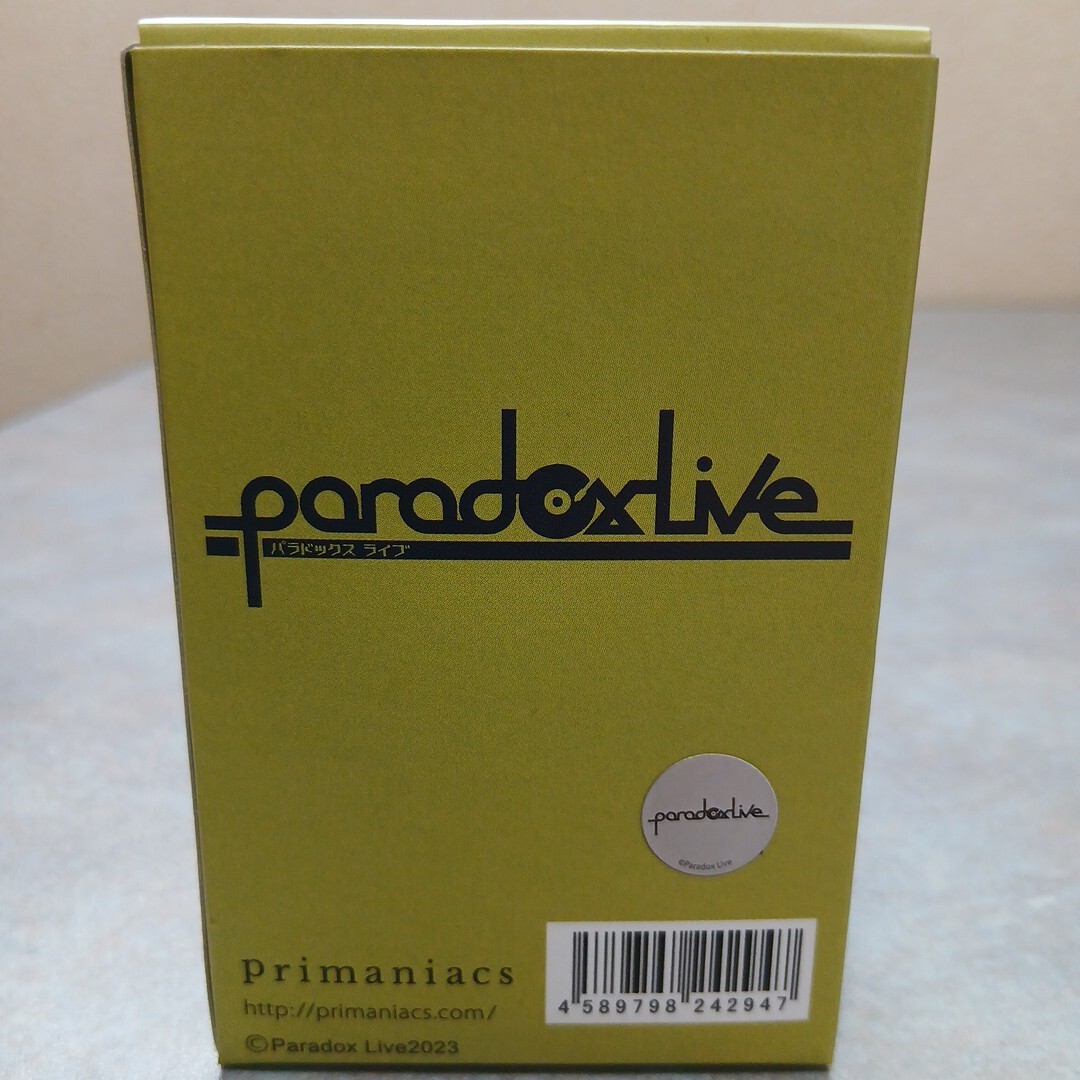 paradox Live
パラドックス ライブ
paradox Live
©Paradox Live
primaniacs
http://primaniacs.com/
©Paradox Live2023
4 589798 242947